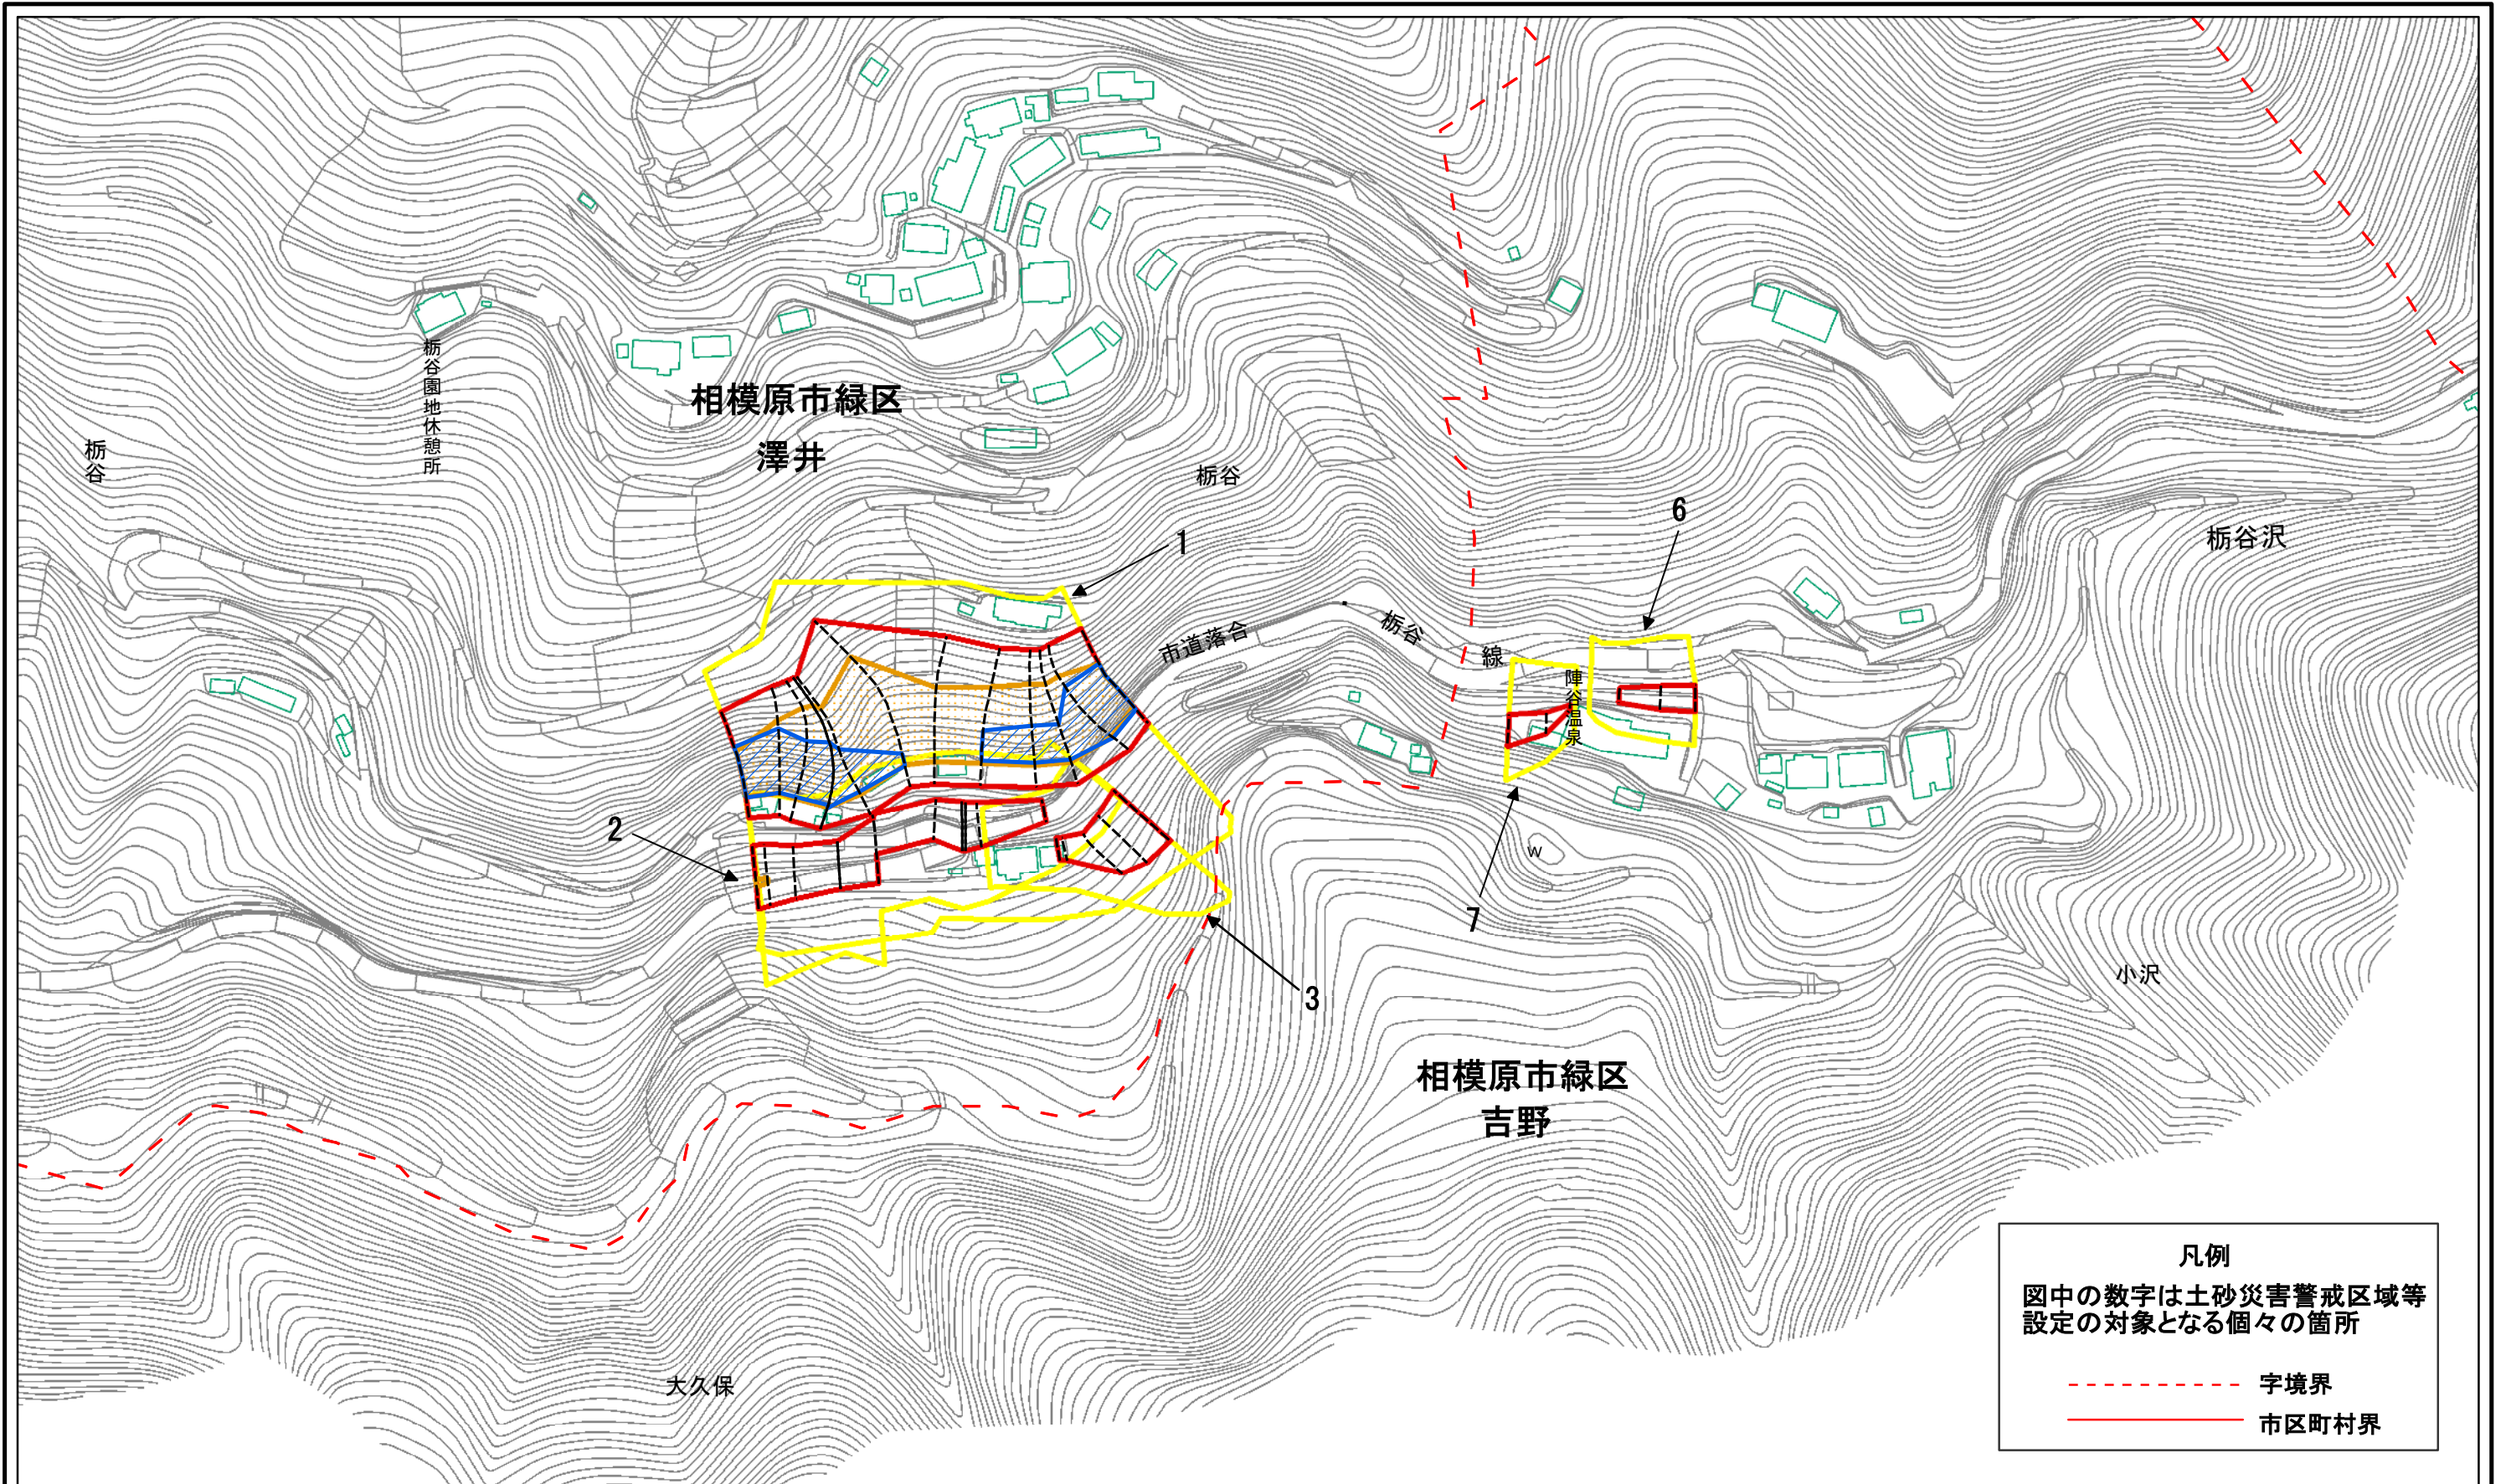 栃谷園地休憩所
相模原市緑区
澤井
栃谷
栃谷
6
1
栃谷沢
市道落合
栃谷
線
陣谷温泉
2
W
7
小沢
3
相模原市緑区
吉野
大久保
凡例
図中の数字は土砂災害警戒区域等
設定の対象となる個々の箇所
字境界
市区町村界